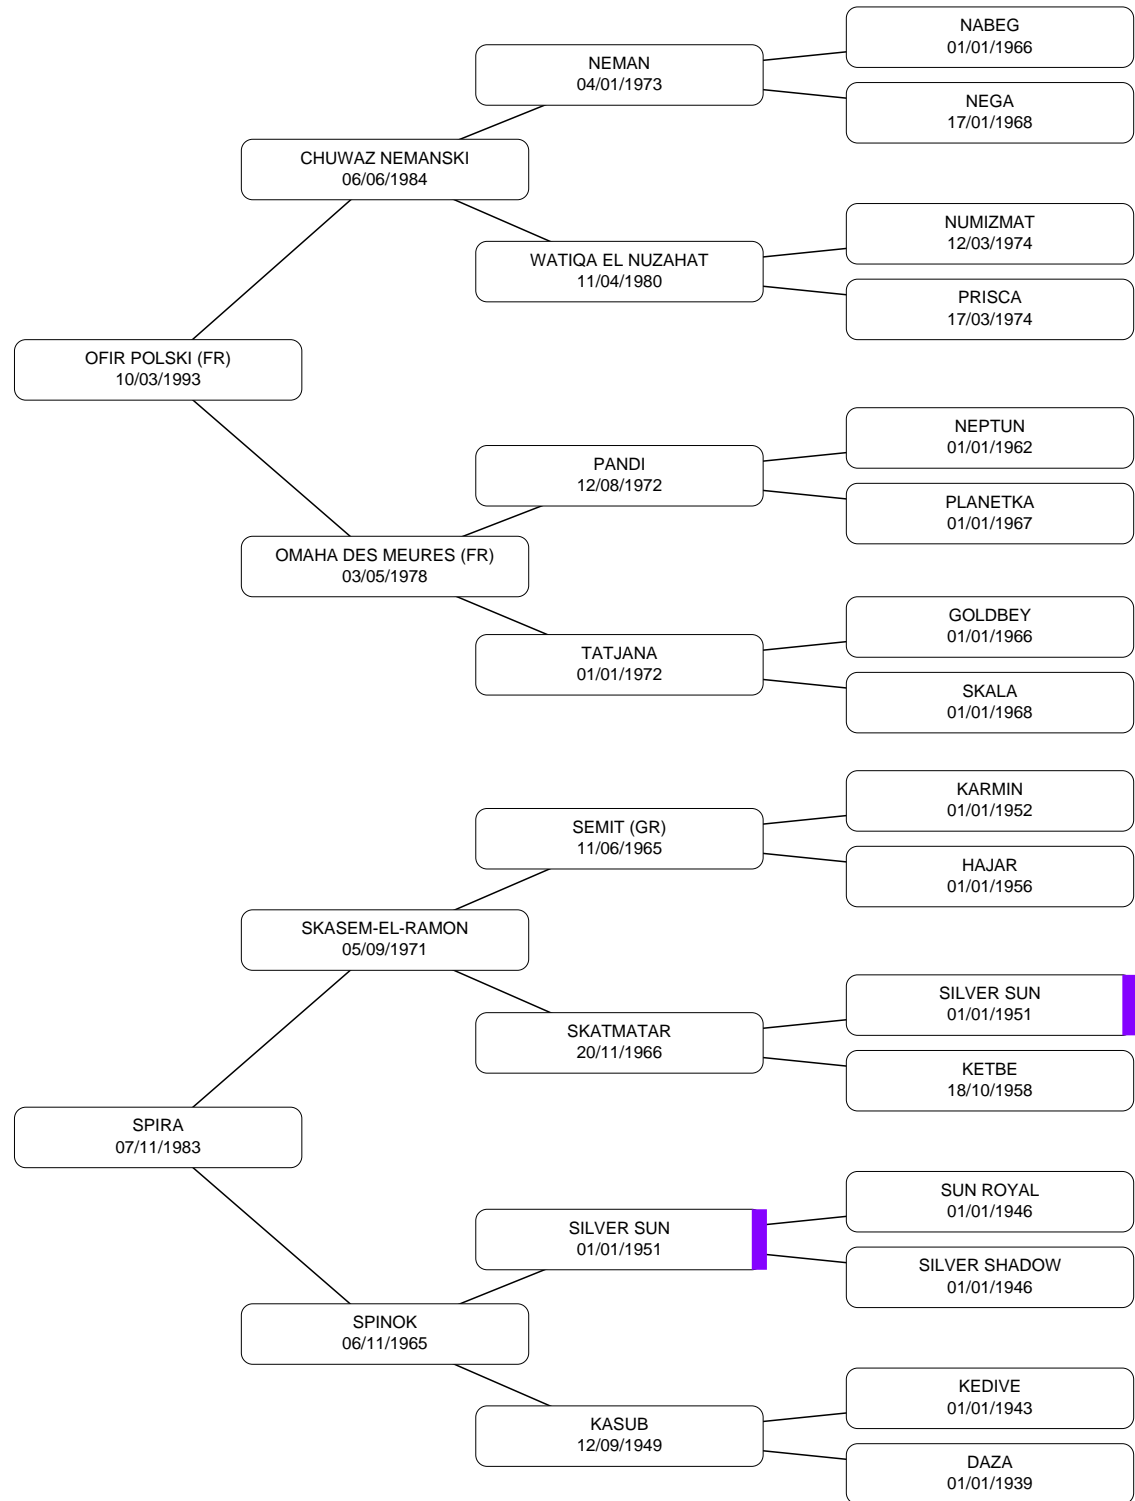 NABEG
01/01/1966
NEMAN
04/01/1973
NEGA
17/01/1968
CHUWAZ NEMANSKI
06/06/1984
NUMIZMAT
12/03/1974
WATIQA EL NUZAHAT
11/04/1980
PRISCA
17/03/1974
OFIR POLSKI (FR)
10/03/1993
NEPTUN
01/01/1962
PANDI
12/08/1972
PLANETKA
01/01/1967
OMAHA DES MEURES (FR)
03/05/1978
GOLDBEY
01/01/1966
TATJANA
01/01/1972
SKALA
01/01/1968
KARMIN
01/01/1952
SEMIT (GR)
11/06/1965
HAJAR
01/01/1956
SKASEM-EL-RAMON
05/09/1971
SILVER SUN
01/01/1951
SKATMATAR
20/11/1966
KETBE
18/10/1958
SPIRA
07/11/1983
SUN ROYAL
01/01/1946
SILVER SUN
01/01/1951
SILVER SHADOW
01/01/1946
SPINOK
06/11/1965
KEDIVE
01/01/1943
KASUB
12/09/1949
DAZA
01/01/1939